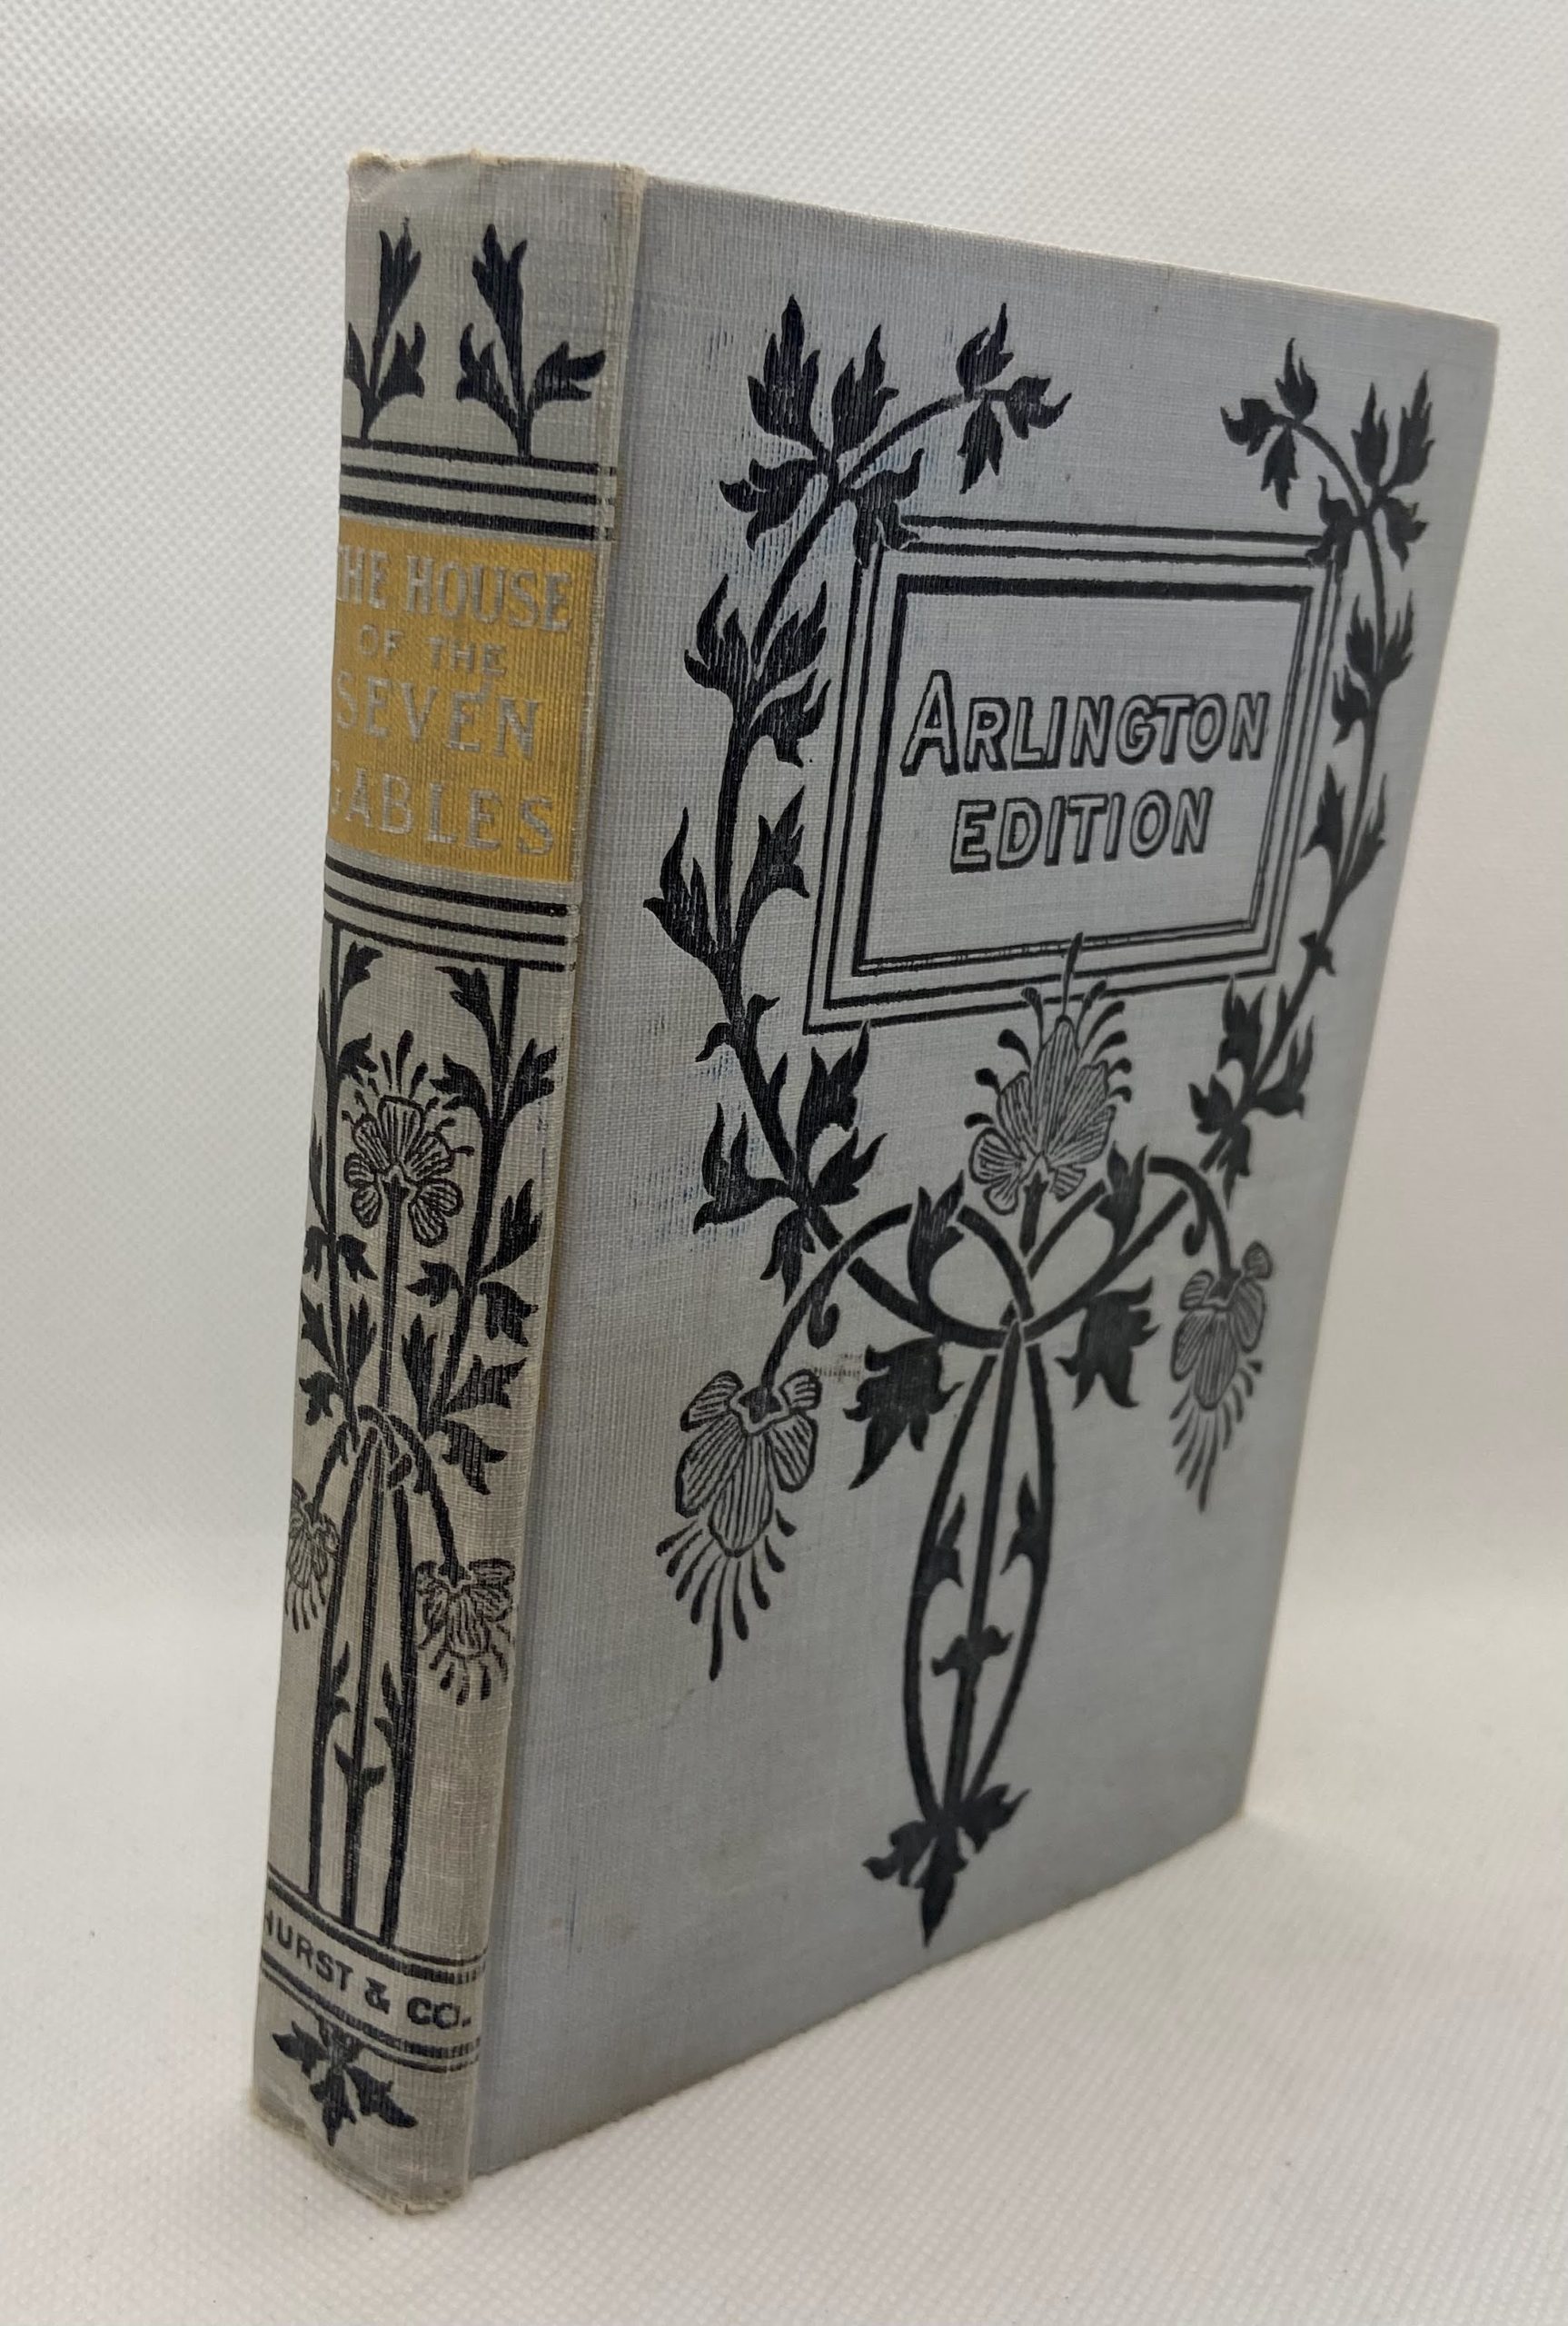 THE HOUSE
OF THE
SEVEN
GABLES
HURST & CO.
ARLINGTON
EDITION